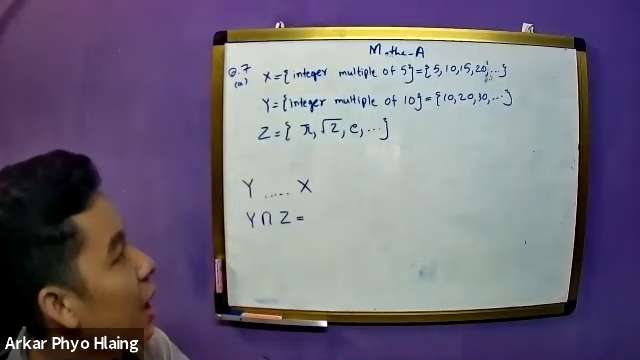 Maths-A
Q.7 X={integer multiple of 5}={5,10,15,20,...}
(a)
Y={integer multiple of 10}={10,20,30,...}
Z={π,√2,e,...}
Y ..... X
Y∩Z=
Arkar Phyo Hlaing